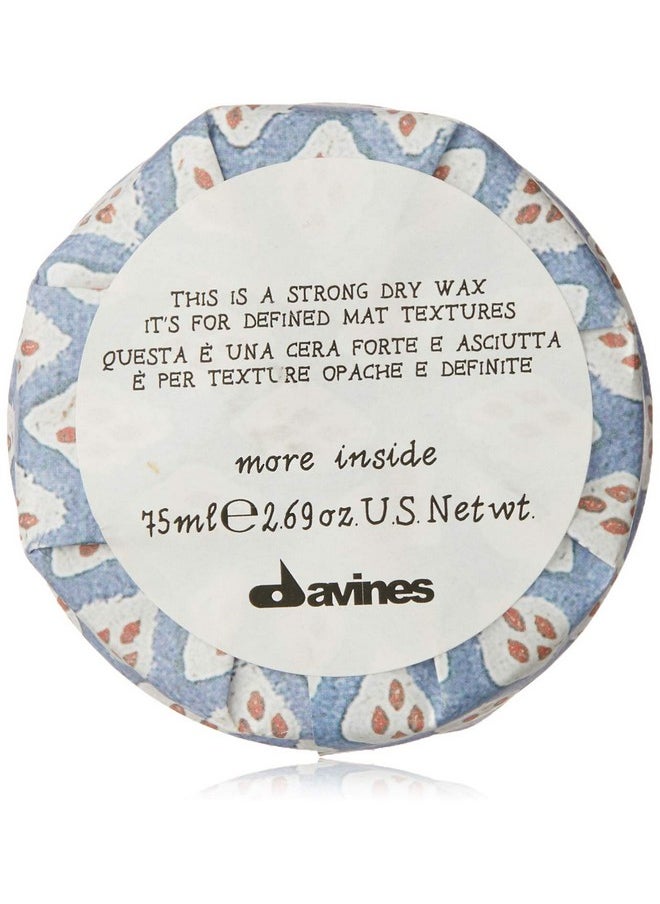 THIS IS A STRONG DRY WAX
IT'S FOR DEFINED MAT TEXTURES
QUESTA È UNA CERA FORTE E ASCIUTTA
È PER TEXTURE OPACHE E DEFINITE
more inside
75ml e 2.69oz. U.S. Net wt.
davines